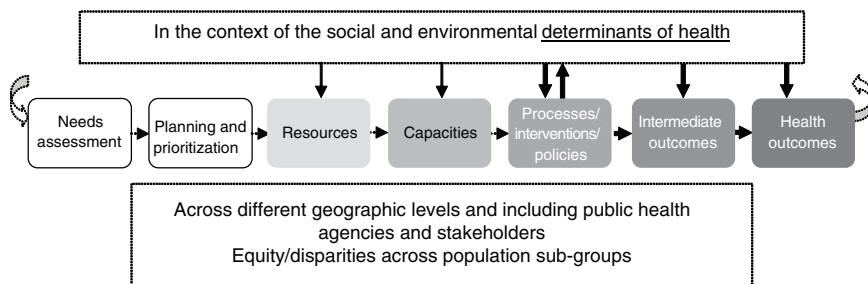 In the context of the social and environmental determinants of health
Needs
assessment
Planning and
prioritization
Resources
Capacities
Processes/
interventions/
policies
Intermediate
outcomes
Health
outcomes
Across different geographic levels and including public health
agencies and stakeholders
Equity/disparities across population sub-groups